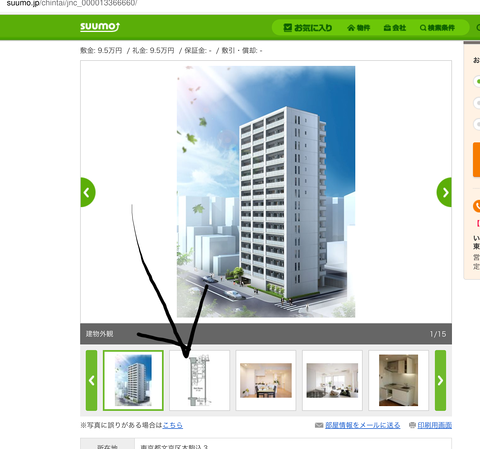 suumo.jp/chintai/jnc_000013366660/
suumo
お気に入り
物件
会社
検索条件
敷金: 9.5万円 / 礼金: 9.5万円 / 保証金: - / 敷引・償却: -
お
建物外観
1/15
い
東
営
定
※写真に誤りがある場合はこちら
部屋情報をメールに送る
印刷用画面
所在地
東京都文京区本駒込3